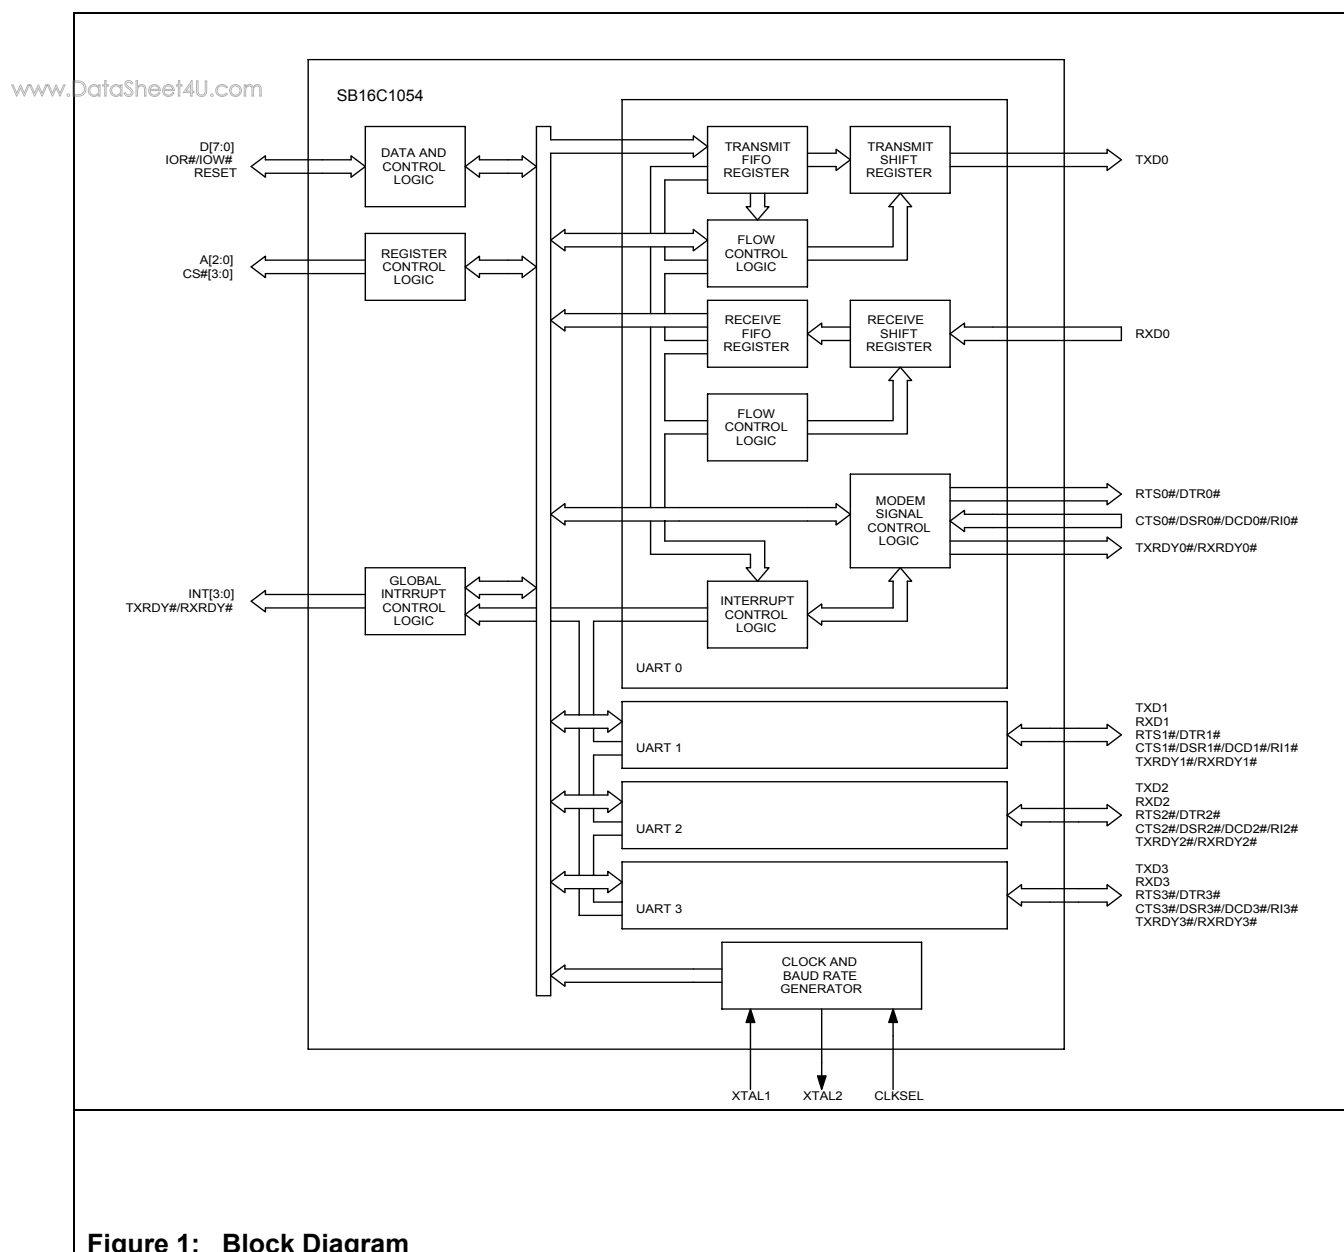 www.DataSheet4U.com
SB16C1054
D[7:0]
IOR#/IOW#
RESET
DATA AND
CONTROL
LOGIC
TRANSMIT
FIFO
REGISTER
TRANSMIT
SHIFT
REGISTER
TXD0
A[2:0]
CS#[3:0]
REGISTER
CONTROL
LOGIC
FLOW
CONTROL
LOGIC
RECEIVE
FIFO
REGISTER
RECEIVE
SHIFT
REGISTER
RXD0
FLOW
CONTROL
LOGIC
MODEM
SIGNAL
CONTROL
LOGIC
RTS0#/DTR0#
CTS0#/DSR0#/DCD0#/RI0#
TXRDY0#/RXRDY0#
INT[3:0]
TXRDY#/RXRDY#
GLOBAL
INTRRUPT
CONTROL
LOGIC
INTERRUPT
CONTROL
LOGIC
UART 0
UART 1
TXD1
RXD1
RTS1#/DTR1#
CTS1#/DSR1#/DCD1#/RI1#
TXRDY1#/RXRDY1#
UART 2
TXD2
RXD2
RTS2#/DTR2#
CTS2#/DSR2#/DCD2#/RI2#
TXRDY2#/RXRDY2#
UART 3
TXD3
RXD3
RTS3#/DTR3#
CTS3#/DSR3#/DCD3#/RI3#
TXRDY3#/RXRDY3#
CLOCK AND
BAUD RATE
GENERATOR
XTAL1
XTAL2
CLKSEL
Figure 1: Block Diagram